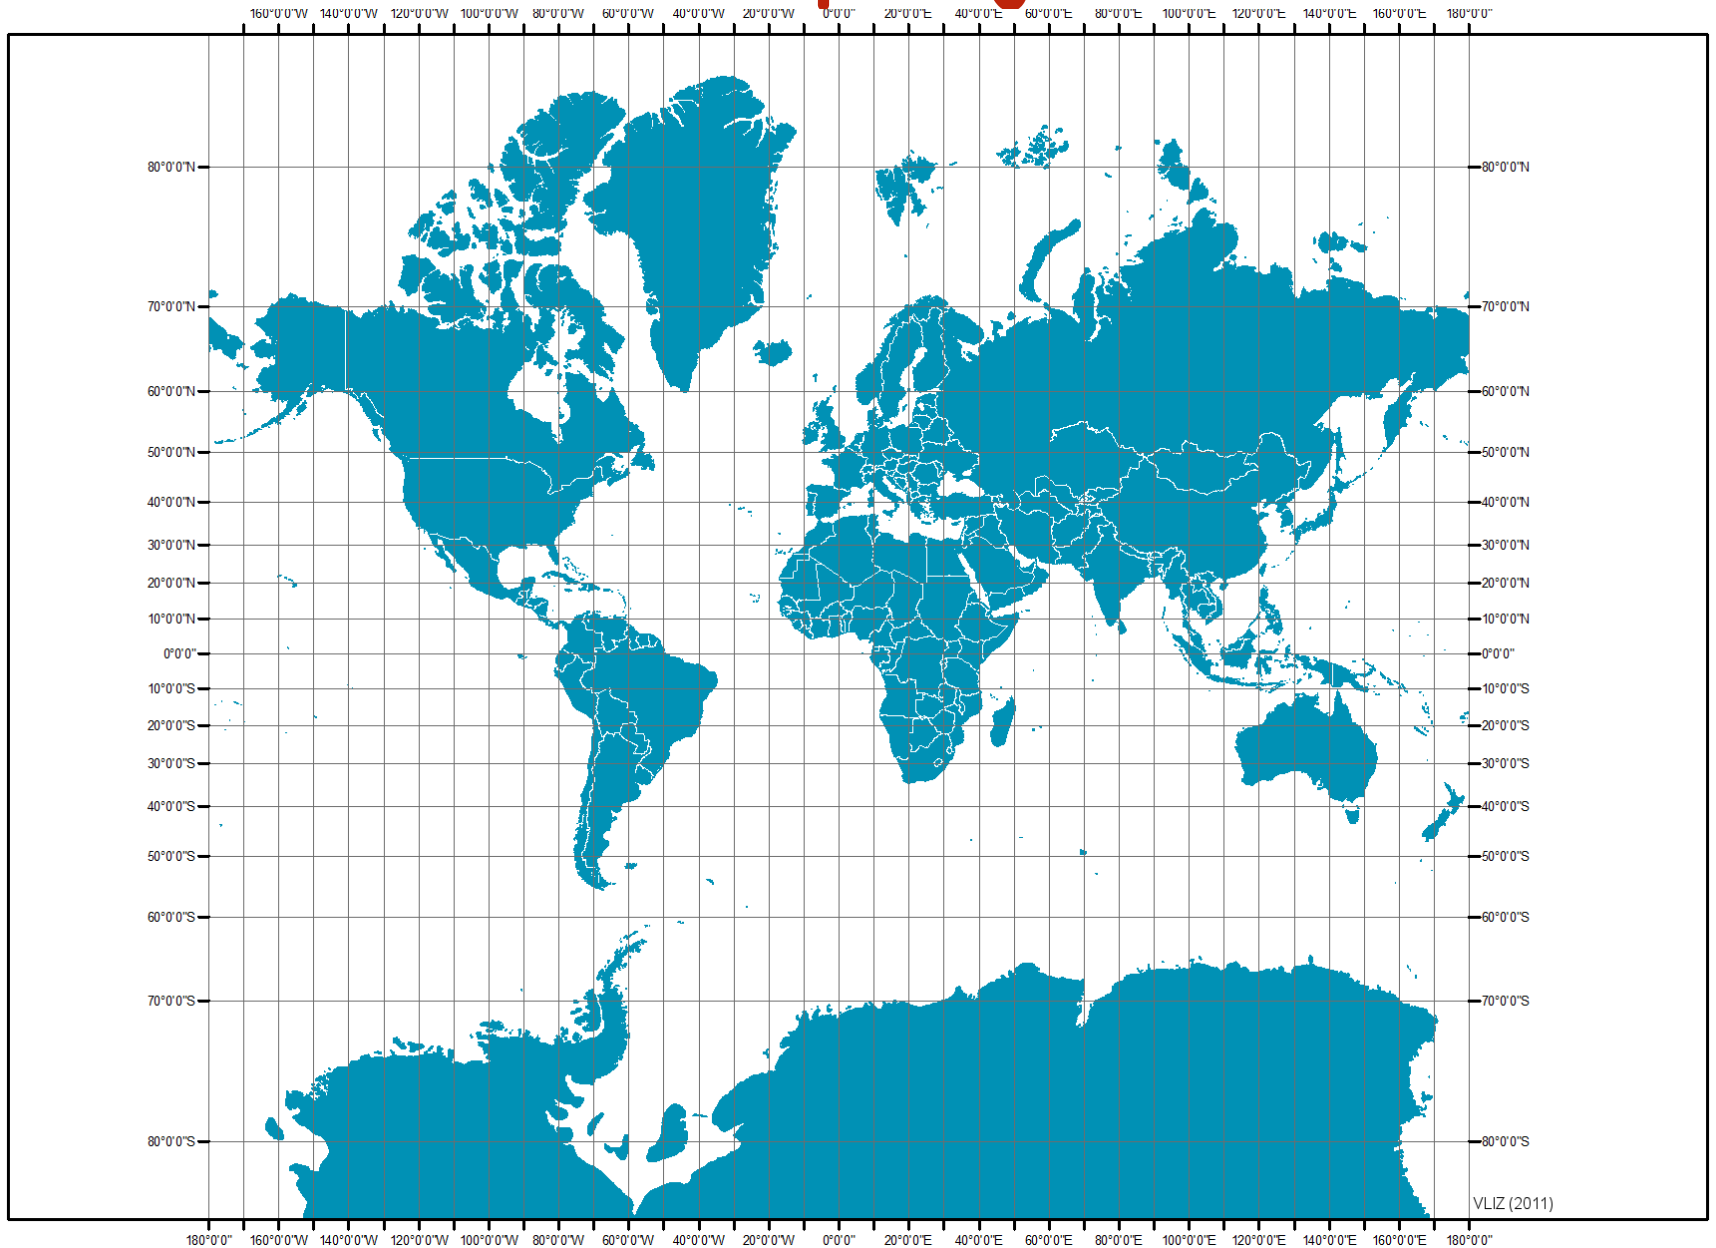 160°0'0"W 140°0'0"W 120°0'0"W 100°0'0"W 80°0'0"W 60°0'0"W 40°0'0"W 20°0'0"W 0°0'0" 20°0'0"E 40°0'0"E 60°0'0"E 80°0'0"E 100°0'0"E 120°0'0"E 140°0'0"E 160°0'0"E 180°0'0"
80°0'0"N 80°0'0"N
70°0'0"N 70°0'0"N
60°0'0"N 60°0'0"N
50°0'0"N 50°0'0"N
40°0'0"N 40°0'0"N
30°0'0"N 30°0'0"N
20°0'0"N 20°0'0"N
10°0'0"N 10°0'0"N
0°0'0" 0°0'0"
10°0'0"S 10°0'0"S
20°0'0"S 20°0'0"S
30°0'0"S 30°0'0"S
40°0'0"S 40°0'0"S
50°0'0"S 50°0'0"S
60°0'0"S 60°0'0"S
70°0'0"S 70°0'0"S
80°0'0"S 80°0'0"S
VLIZ (2011)
180°0'0" 160°0'0"W 140°0'0"W 120°0'0"W 100°0'0"W 80°0'0"W 60°0'0"W 40°0'0"W 20°0'0"W 0°0'0" 20°0'0"E 40°0'0"E 60°0'0"E 80°0'0"E 100°0'0"E 120°0'0"E 140°0'0"E 160°0'0"E 180°0'0"